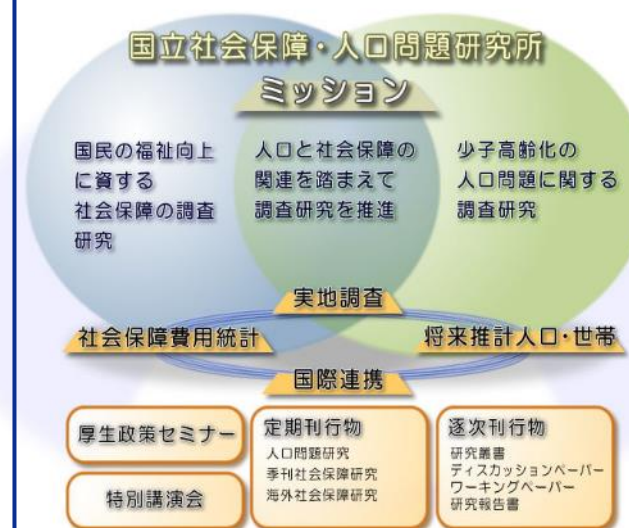 国立社会保障・人口問題研究所
ミッション
国民の福祉向上
に資する
社会保障の調査
研究
人口と社会保障の
関連を踏まえて
調査研究を推進
少子高齢化の
人口問題に関する
調査研究
実地調査
社会保障費用統計
将来推計人口・世帯
国際連携
厚生政策セミナー
特別講演会
定期刊行物
人口問題研究
季刊社会保障研究
海外社会保障研究
逐次刊行物
研究叢書
ディスカッションペーパー
ワーキングペーパー
研究報告書